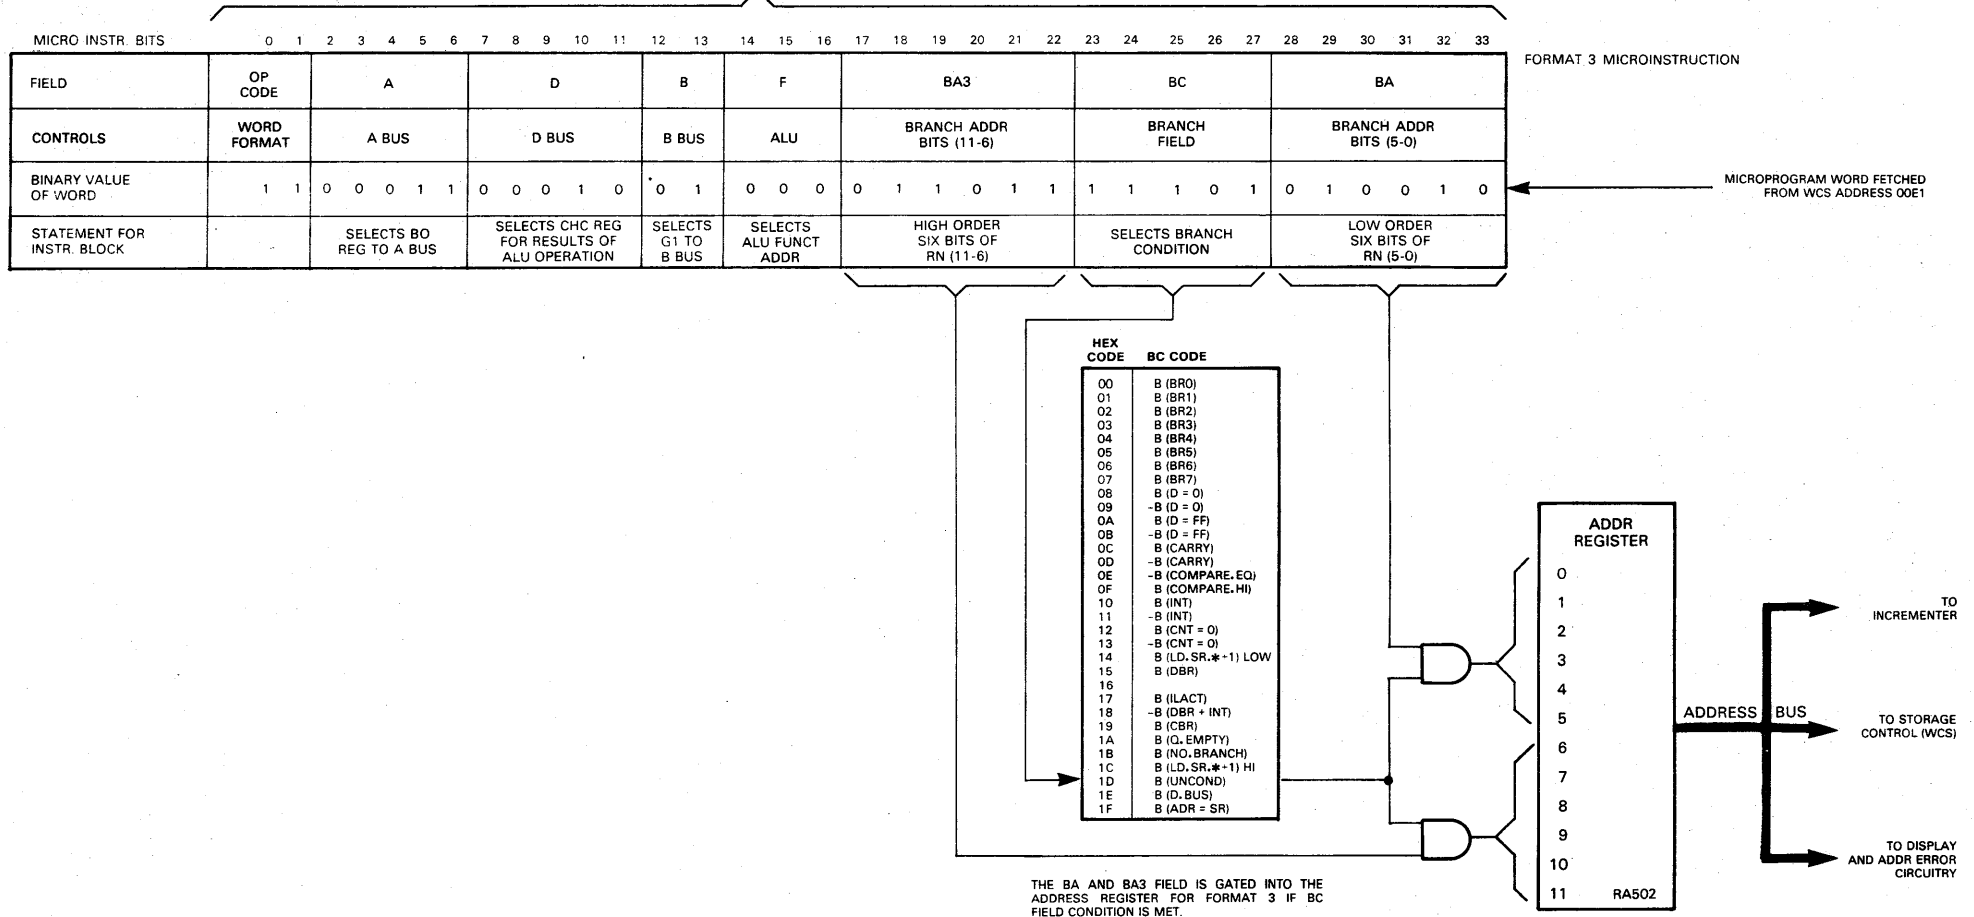 MICRO INSTR. BITS 0 1 2 3 4 5 6 7 8 9 10 11 12 13 14 15 16 17 18 19 20 21 22 23 24 25 26 27 28 29 30 31 32 33
FORMAT 3 MICROINSTRUCTION
FIELD OP CODE A D B F BA3 BC BA
CONTROLS WORD FORMAT A BUS D BUS B BUS ALU BRANCH ADDR BITS (11-6) BRANCH FIELD BRANCH ADDR BITS (5-0)
BINARY VALUE OF WORD 1 1 0 0 0 1 1 0 0 0 1 0 0 1 0 0 0 0 1 1 0 1 1 1 1 1 0 1 0 1 0 0 1 0
MICROPROGRAM WORD FETCHED
FROM WCS ADDRESS 00E1
STATEMENT FOR INSTR. BLOCK SELECTS BO REG TO A BUS SELECTS CHC REG FOR RESULTS OF ALU OPERATION SELECTS G1 TO B BUS SELECTS ALU FUNCT ADDR HIGH ORDER SIX BITS OF RN (11-6) SELECTS BRANCH CONDITION LOW ORDER SIX BITS OF RN (5-0)
HEX CODE BC CODE
00 B (BR0)
01 B (BR1)
02 B (BR2)
03 B (BR3)
04 B (BR4)
05 B (BR5)
06 B (BR6)
07 B (BR7)
08 B (D = 0)
09 -B (D = 0)
0A B (D = FF)
0B -B (D = FF)
0C B (CARRY)
0D -B (CARRY)
0E -B (COMPARE.EQ)
0F B (COMPARE.HI)
10 B (INT)
11 -B (INT)
12 B (CNT = 0)
13 -B (CNT = 0)
14 B (LD.SR.*+1) LOW
15 B (DBR)
16
17 B (ILACT)
18 -B (DBR + INT)
19 B (CBR)
1A B (Q.EMPTY)
1B B (NO.BRANCH)
1C B (LD.SR.*+1) HI
1D B (UNCOND)
1E B (D.BUS)
1F B (ADR = SR)
ADDR
REGISTER
0
1
2
3
4
5
6
7
8
9
10
11 RA502
ADDRESS BUS
TO
INCREMENTER
TO STORAGE
CONTROL (WCS)
TO DISPLAY
AND ADDR ERROR
CIRCUITRY
THE BA AND BA3 FIELD IS GATED INTO THE
ADDRESS REGISTER FOR FORMAT 3 IF BC
FIELD CONDITION IS MET.